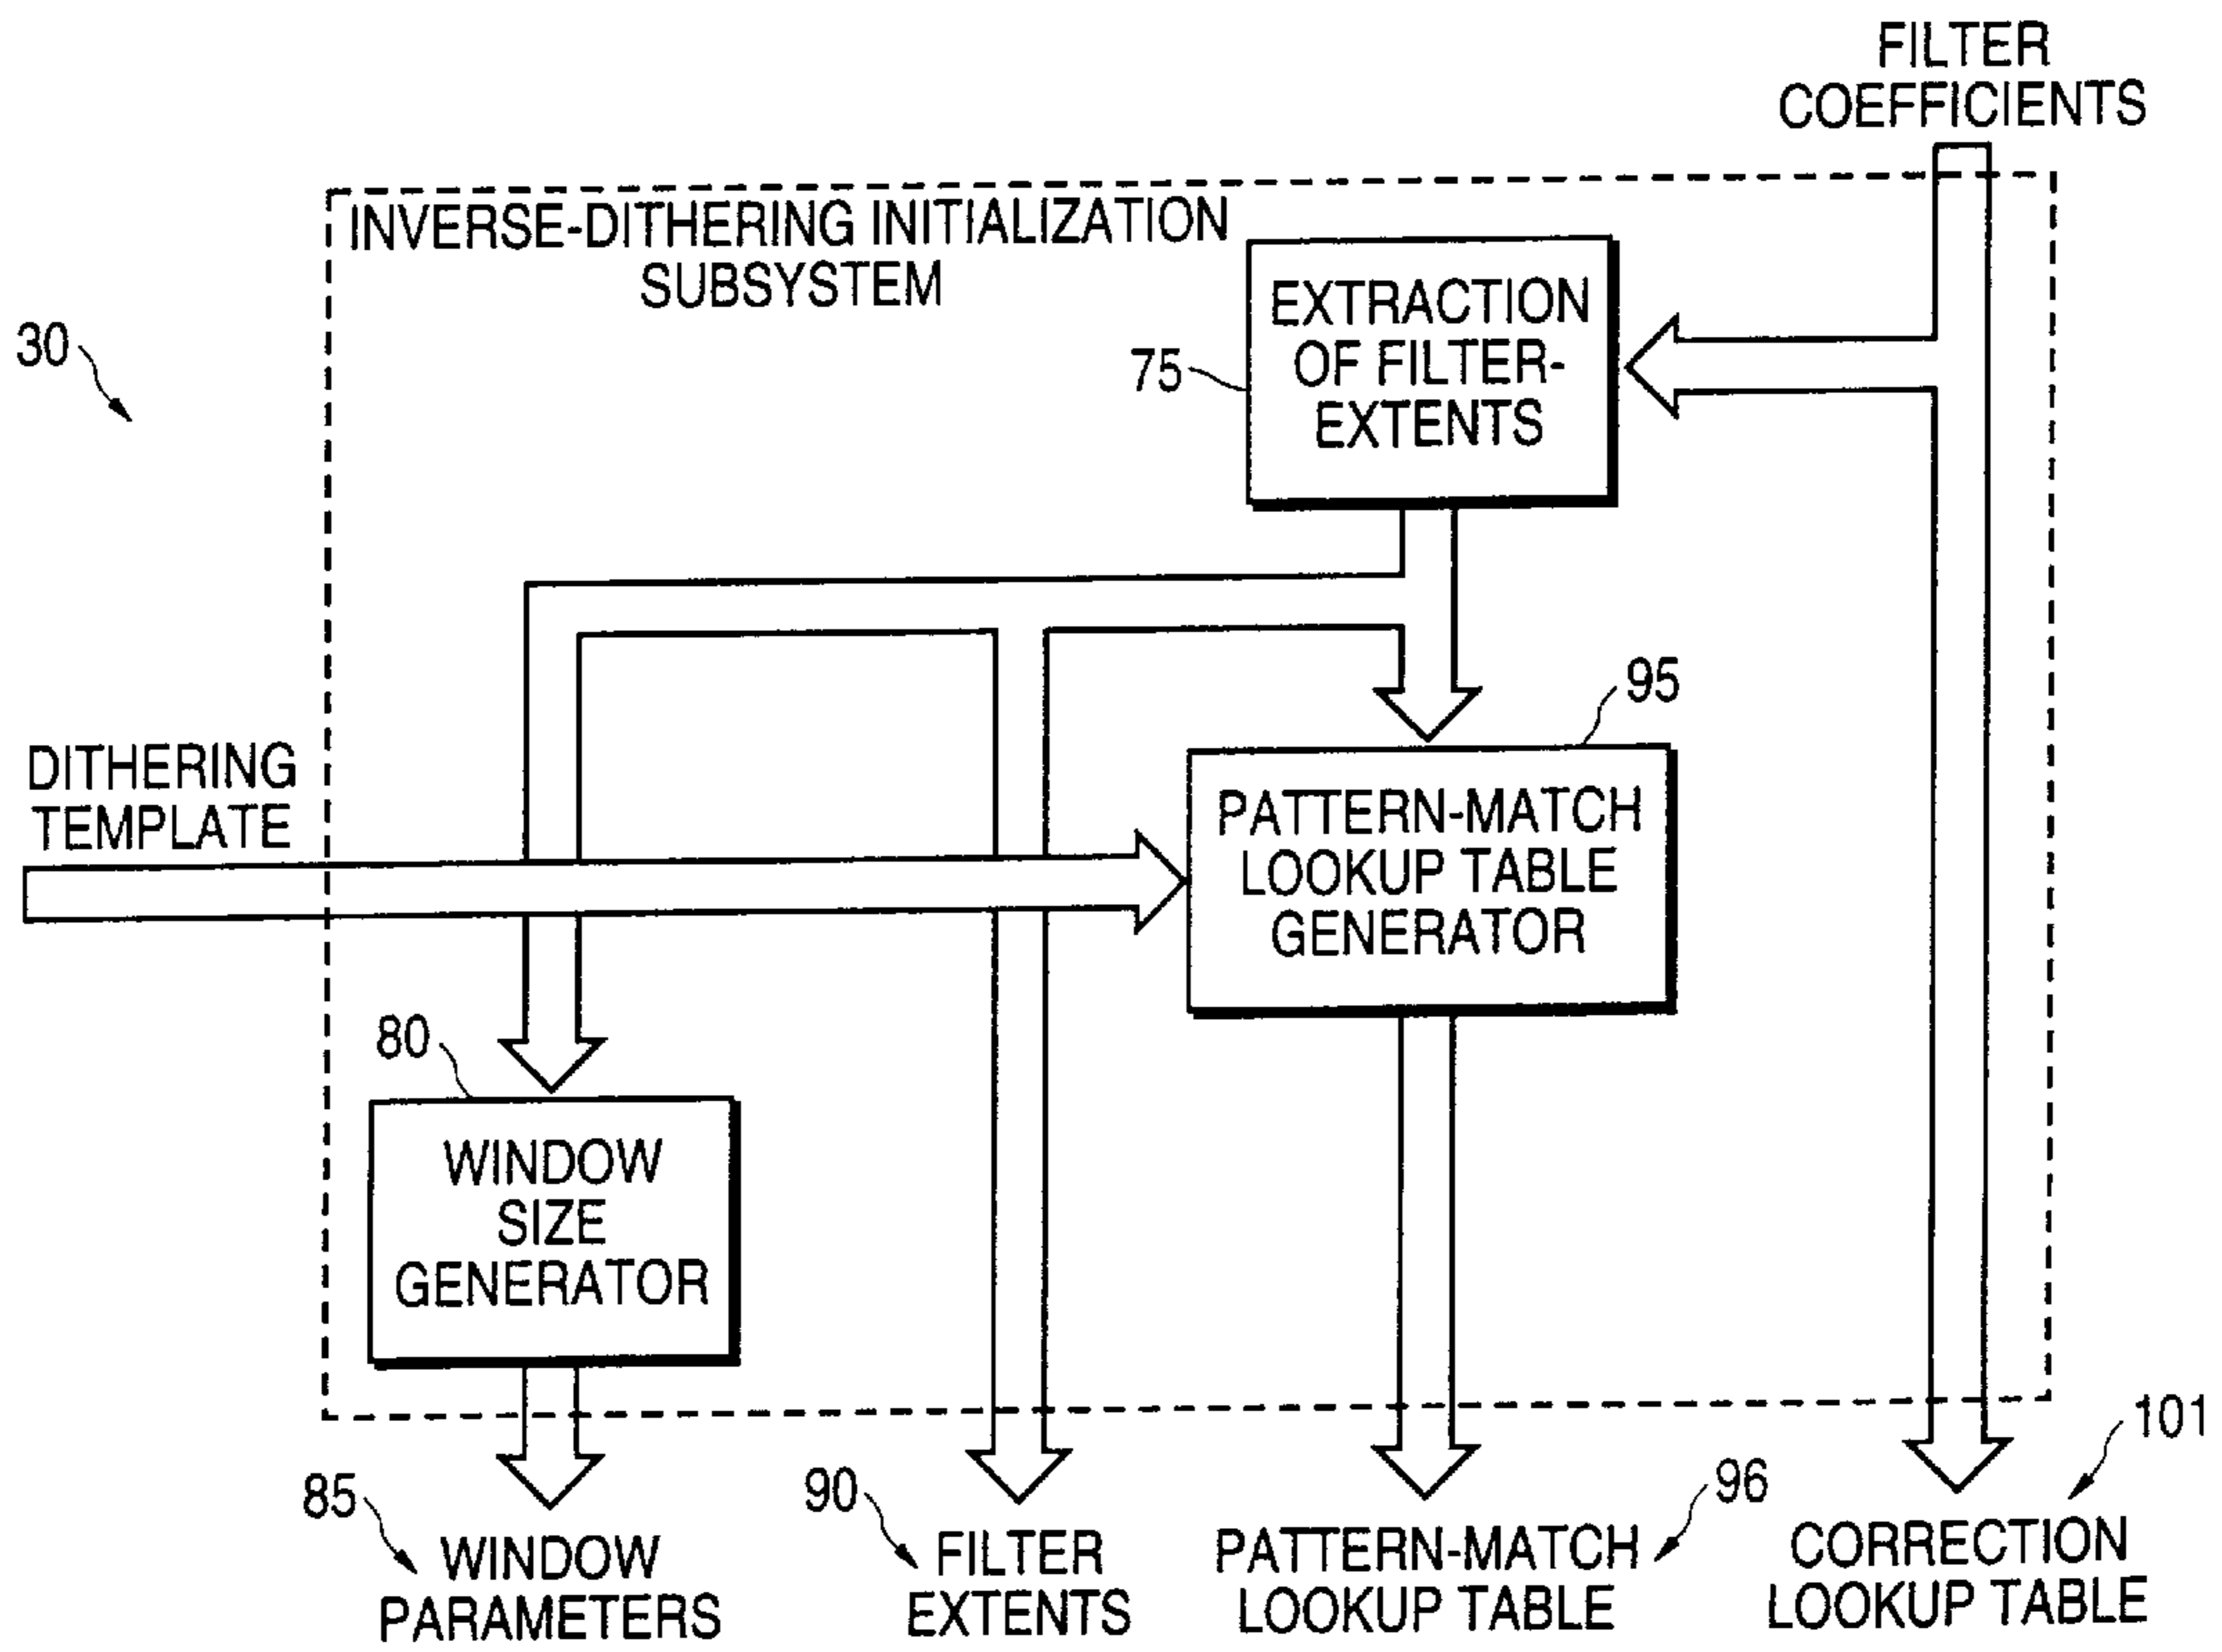 FILTER
COEFFICIENTS
INVERSE-DITHERING INITIALIZATION
SUBSYSTEM
30
75
EXTRACTION
OF FILTER-
EXTENTS
95
DITHERING
TEMPLATE
PATTERN-MATCH
LOOKUP TABLE
GENERATOR
80
WINDOW
SIZE
GENERATOR
85
WINDOW
PARAMETERS
90
FILTER
EXTENTS
96
PATTERN-MATCH
LOOKUP TABLE
101
CORRECTION
LOOKUP TABLE